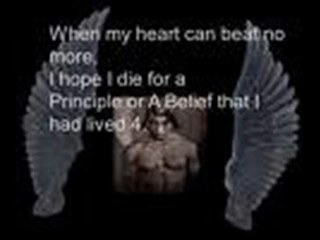 When my heart can beat no
more.
I hope I die for a
Principle or A Belief that I
had lived 4.